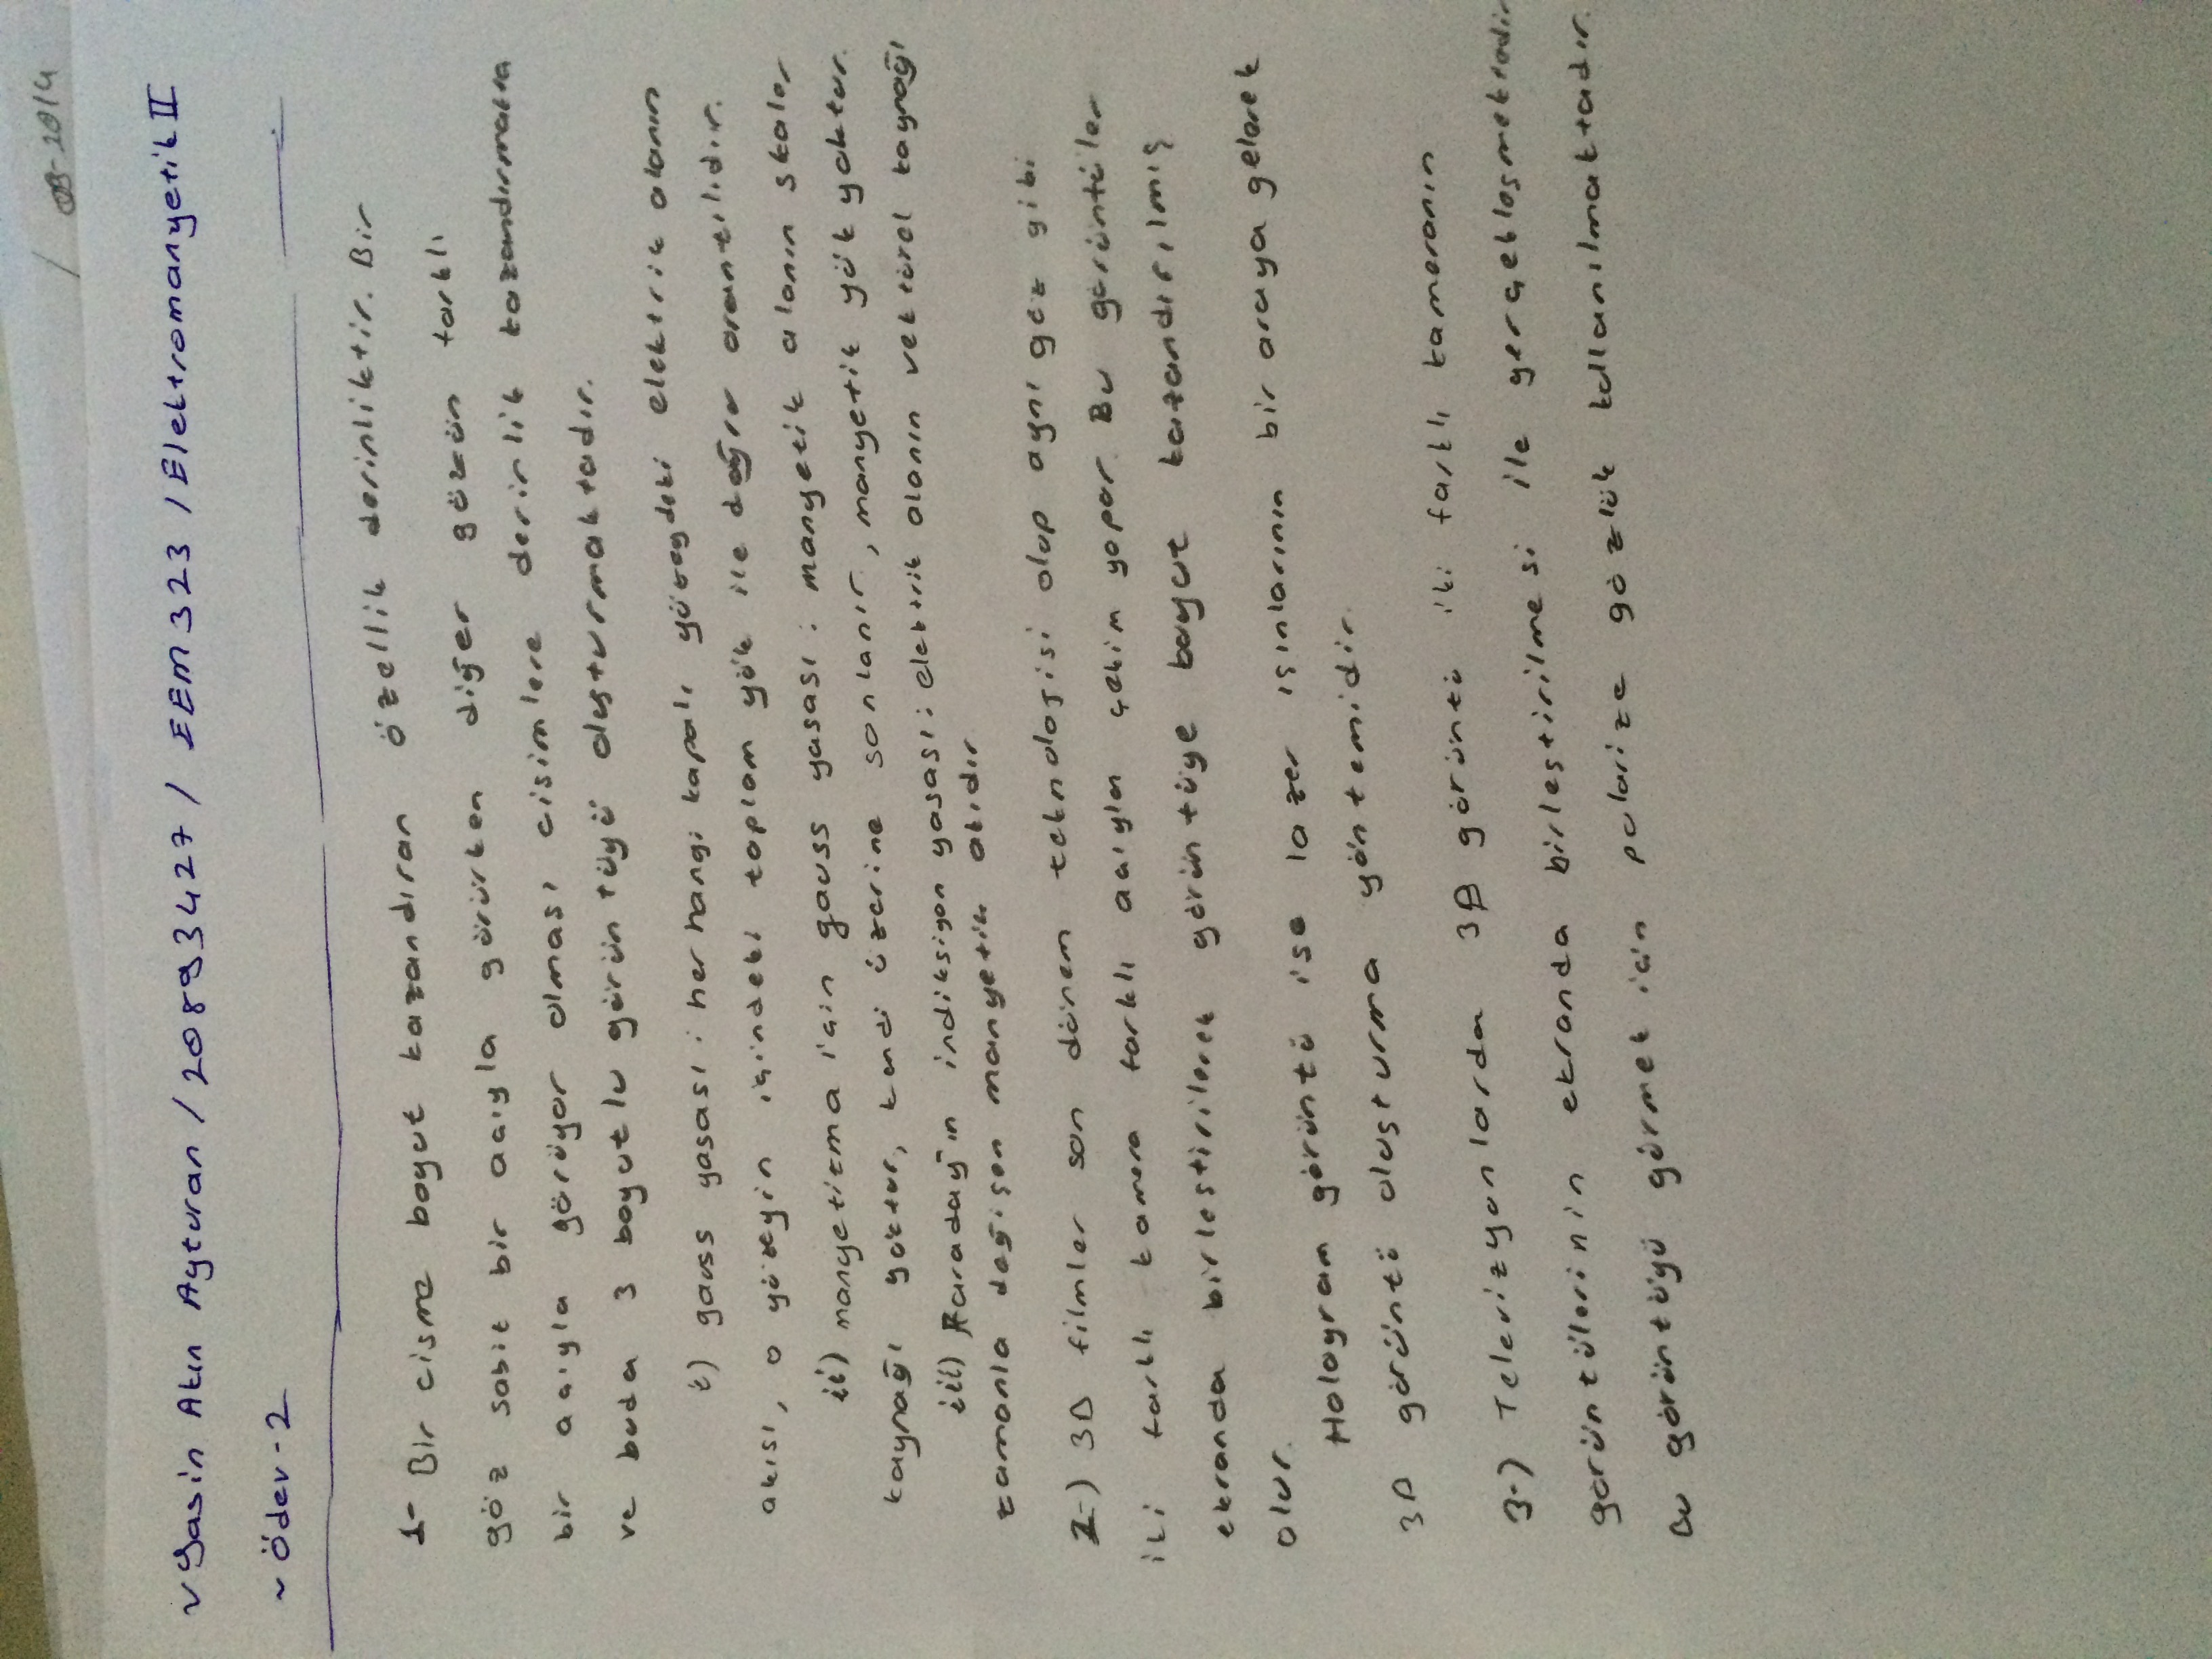 / 09-2014
~ Yasin Akın Ayturan / 20893427 / EEM 323 / Elektromanyetik II
~ Ödev - 2
1- Bir cisme boyut kazandıran özellik derinliktir. Bir
göz sabit bir açıyla görürken diğer gözün farklı
bir açıyla görüyor olması cisimlere derinlik kazandırmakta
ve buda 3 boyutlu görüntüyü oluşturmaktadır.
i) gauss yasası : her hangi kapalı yüzeydeki elektrik alanın
akısı, o yüzeyin içindeki toplam yük ile doğru orantılıdır.
ii) manyetizma için gauss yasası : manyetik alanın skaler
kaynağı yoktur, kendi üzerine sonlanır, manyetik yük yoktur.
iii) Faraday'ın indiksiyon yasası : elektrik alanın vektörel kaynağı
zamanla değişen manyetik akıdır
2-) 3D filmler son dönem teknolojisi olup aynı göz gibi
iki farklı kamera farklı açıyla çekim yapar. Bu görüntüler
ekranda birleştirilerek görüntüye boyut kazandırılmış
olur.
Hologram görüntü ise lazer ışınlarının bir araya gelerek
3D görüntü oluşturma yöntemidir.
3-) Televizyonlarda 3B görüntü iki farklı kameranın
görüntülerinin ekranda birleştirilmesi ile gerçekleşmektedir
Bu görüntüyü görmek için polarize gözlük kullanılmaktadır.